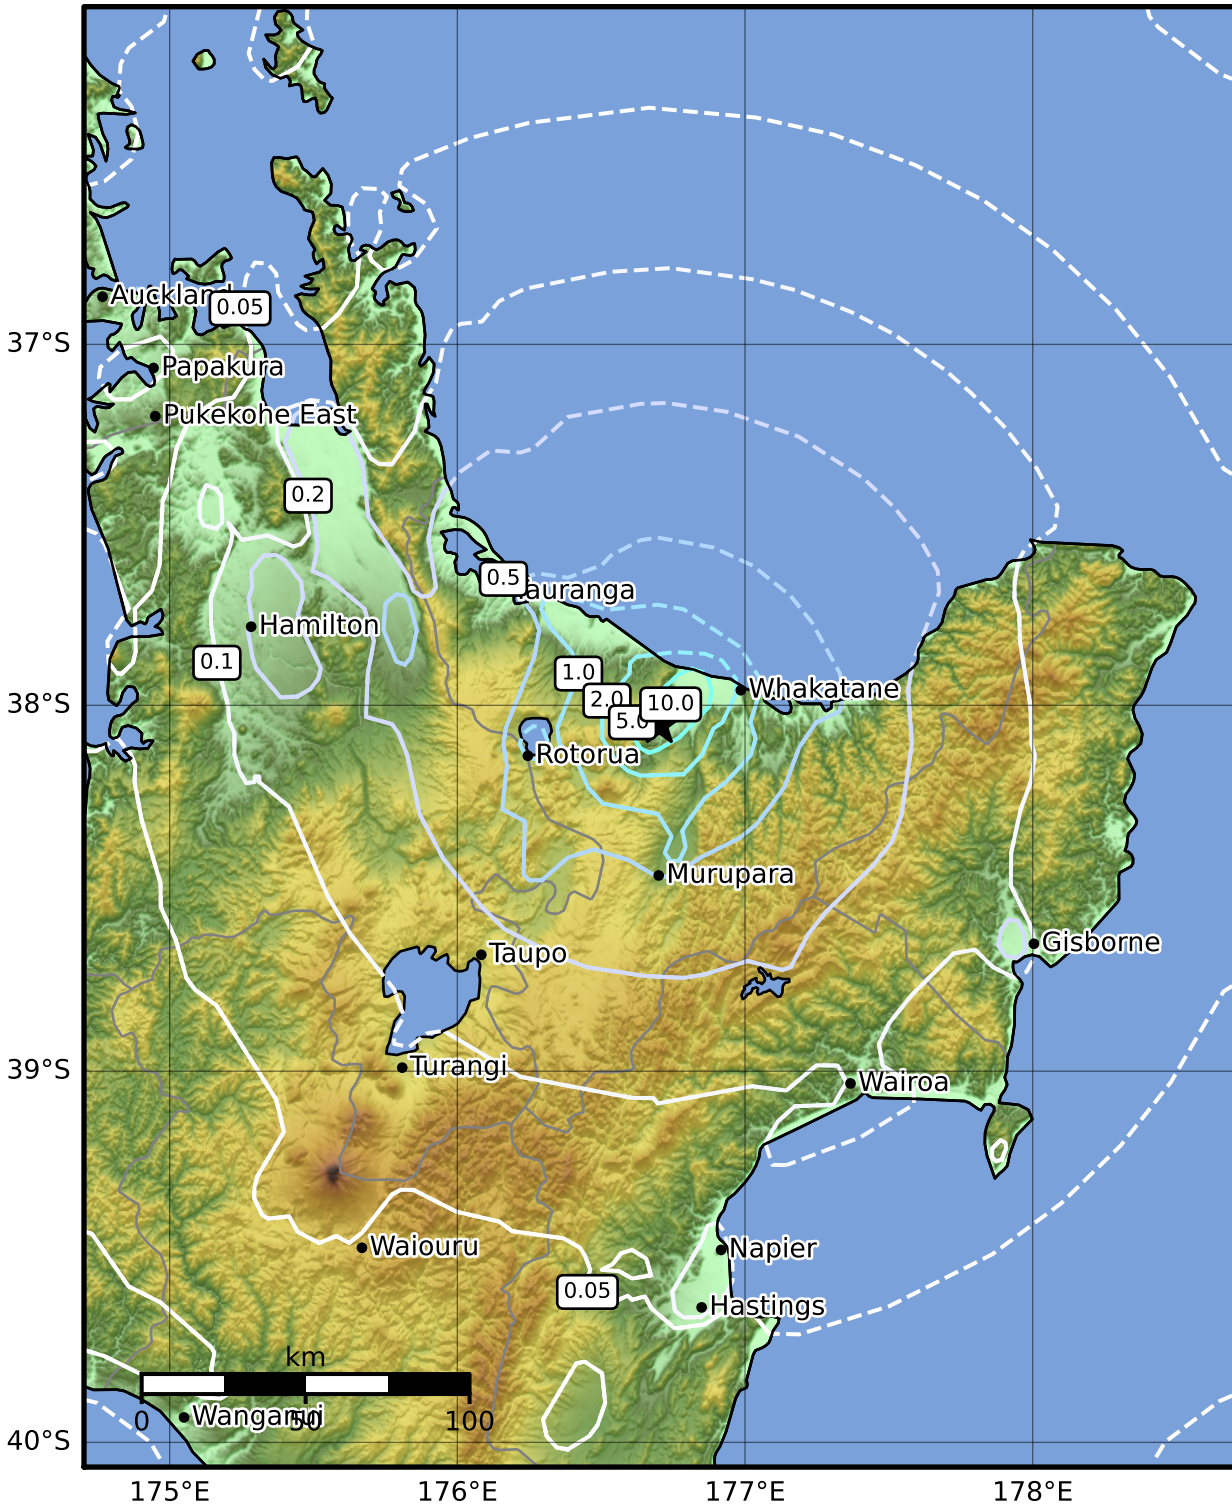 Auckland
0.05
37°S
Papakura
Pukekohe East
0.2
0.5
Tauranga
Hamilton
0.1
1.0
2.0
10.0
5.0
Whakatane
38°S
Rotorua
Murupara
Gisborne
Taupo
39°S
Turangi
Wairoa
Waiouru
Napier
0.05
Hastings
km
0 50 100
Wanganui
40°S
175°E 176°E 177°E 178°E